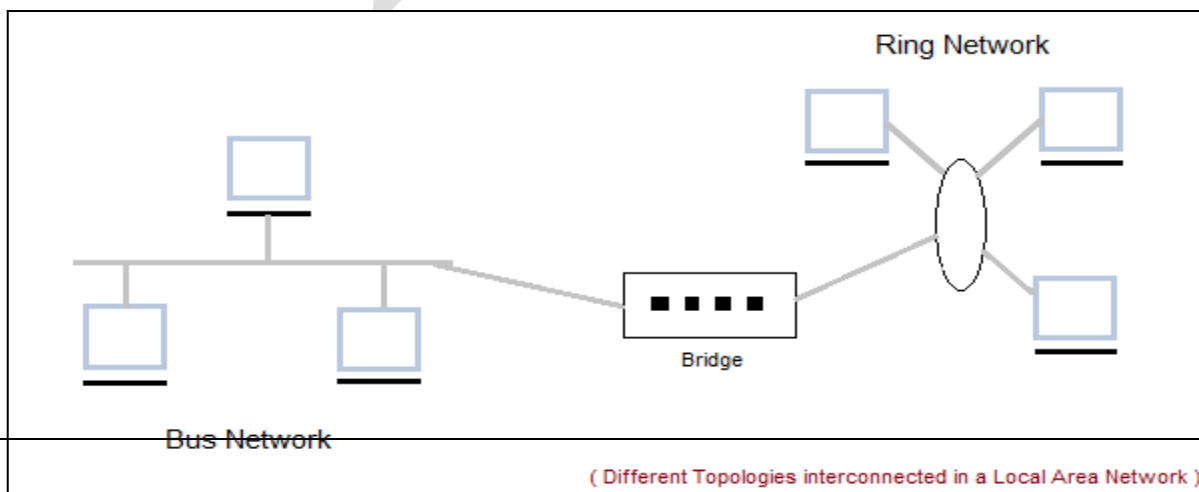 Ring Network
Bridge
Bus Network
( Different Topologies interconnected in a Local Area Network )